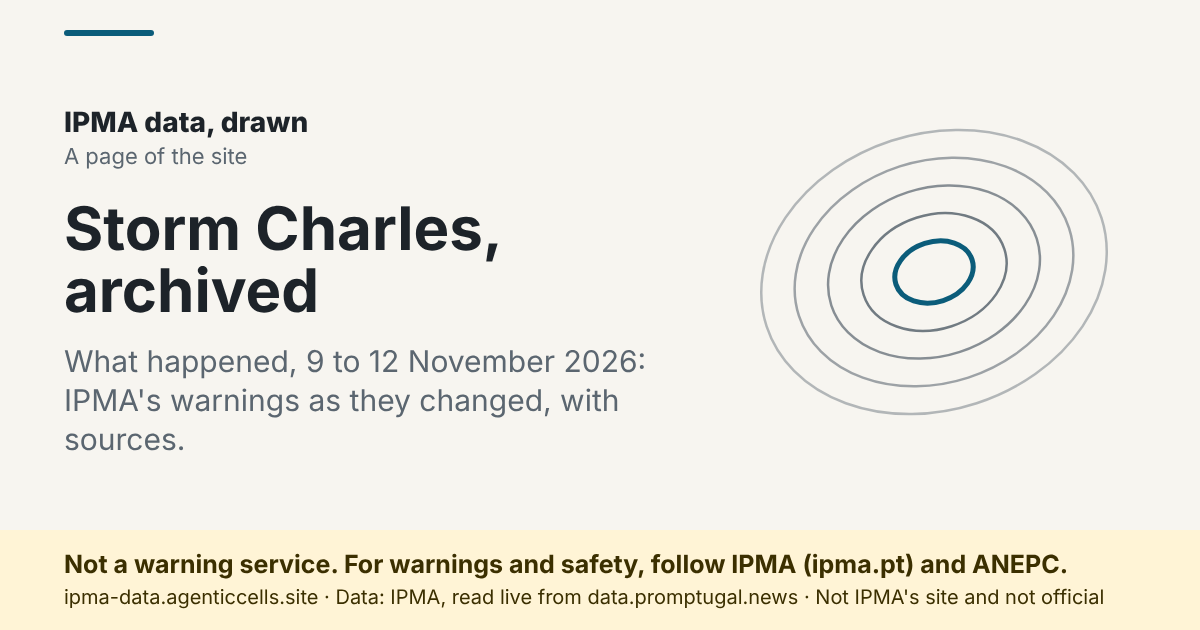 IPMA data, drawn
A page of the site
Storm Charles,
archived
What happened, 9 to 12 November 2026:
IPMA's warnings as they changed, with
sources.
Not a warning service. For warnings and safety, follow IPMA (ipma.pt) and ANEPC.
ipma-data.agenticcells.site · Data: IPMA, read live from data.promptugal.news · Not IPMA's site and not official